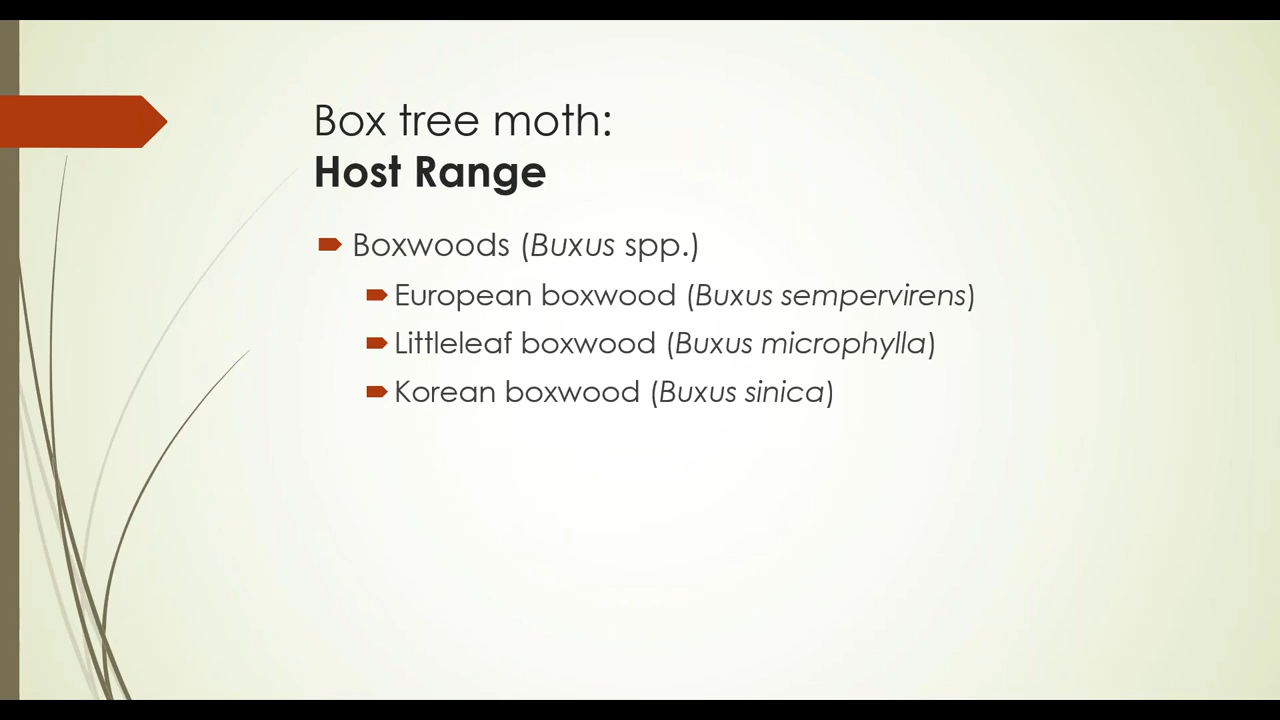 Box tree moth:
Host Range
Boxwoods (Buxus spp.)
European boxwood (Buxus sempervirens)
Littleleaf boxwood (Buxus microphylla)
Korean boxwood (Buxus sinica)